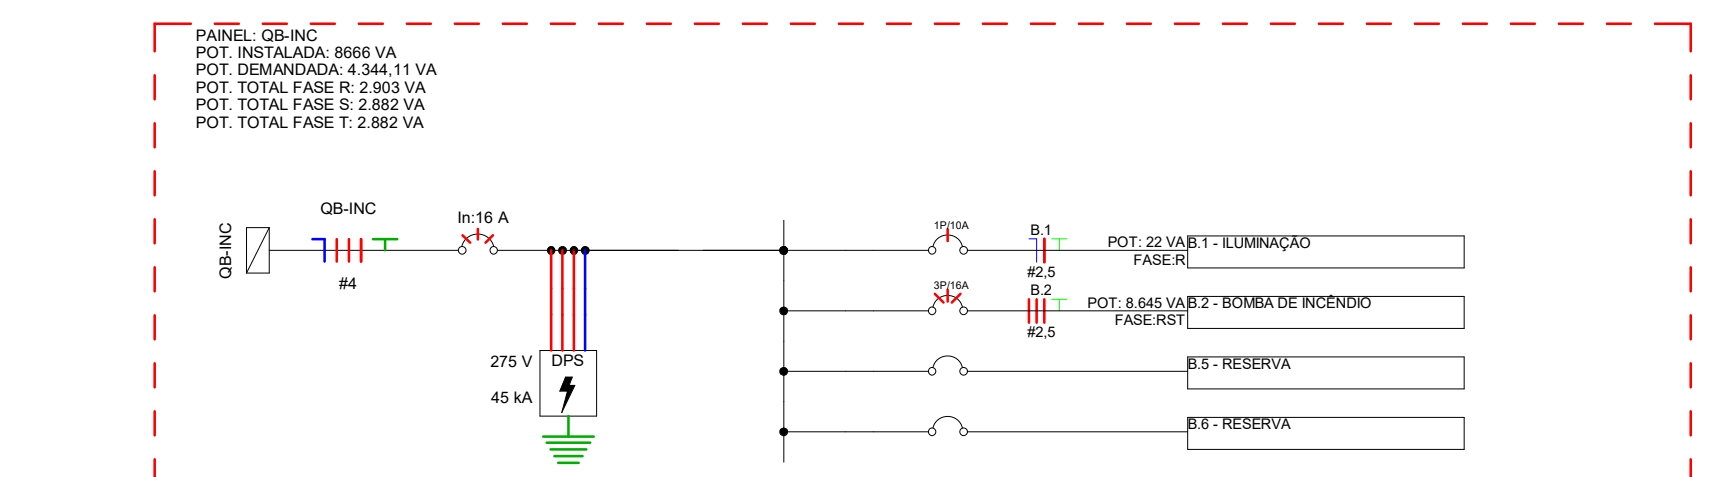 PAINEL: QB-INC
POT. INSTALADA: 8666 VA
POT. DEMANDADA: 4.344,11 VA
POT. TOTAL FASE R: 2.903 VA
POT. TOTAL FASE S: 2.882 VA
POT. TOTAL FASE T: 2.882 VA
QB-INC
QB-INC
#4
In:16 A
275 V
45 kA
DPS
1P/10A
B.1
#2,5
POT: 22 VA
FASE:R
B.1 - ILUMINAÇÃO
3P/16A
B.2
#2,5
POT: 8.645 VA
FASE:RST
B.2 - BOMBA DE INCÊNDIO
B.5 - RESERVA
B.6 - RESERVA